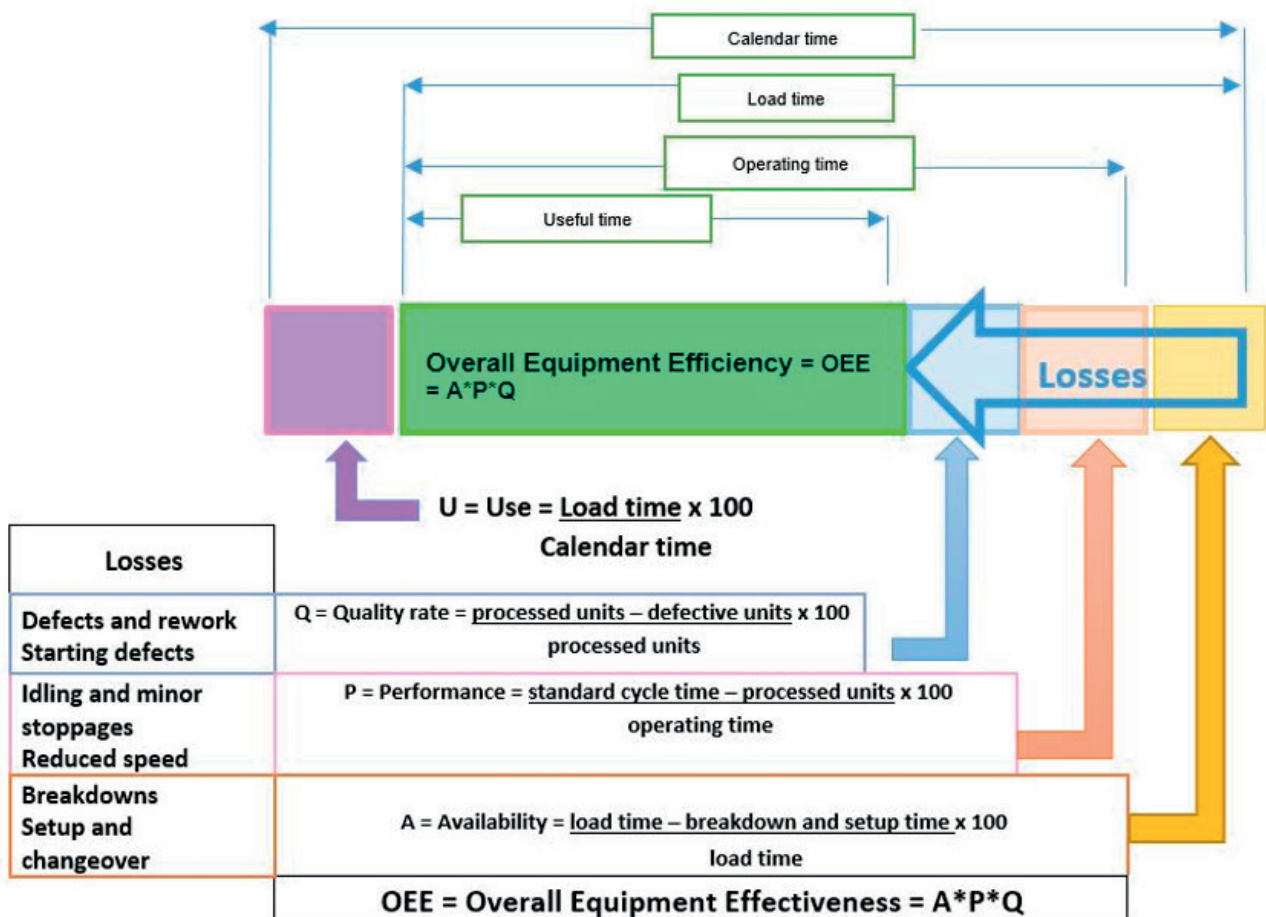 Calendar time
Load time
Operating time
Useful time
Overall Equipment Efficiency = OEE
= A*P*Q
Losses
U = Use = Load time x 100
Calendar time
Losses
Defects and rework
Starting defects
Q = Quality rate = processed units – defective units x 100
processed units
Idling and minor
stoppages
Reduced speed
P = Performance = standard cycle time – processed units x 100
operating time
Breakdowns
Setup and
changeover
A = Availability = load time – breakdown and setup time x 100
load time
OEE = Overall Equipment Effectiveness = A*P*Q